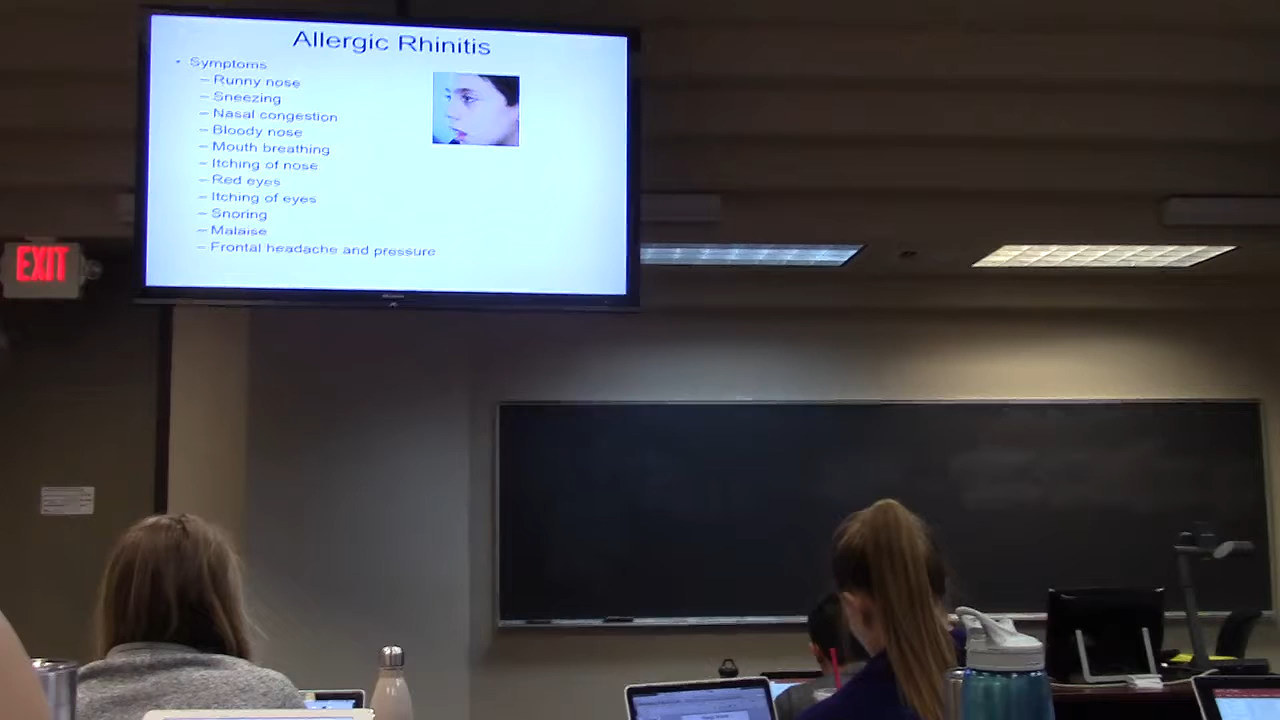 Allergic Rhinitis
• Symptoms
– Runny nose
– Sneezing
– Nasal congestion
– Bloody nose
– Mouth breathing
– Itching of nose
– Red eyes
– Itching of eyes
– Snoring
– Malaise
– Frontal headache and pressure
EXIT